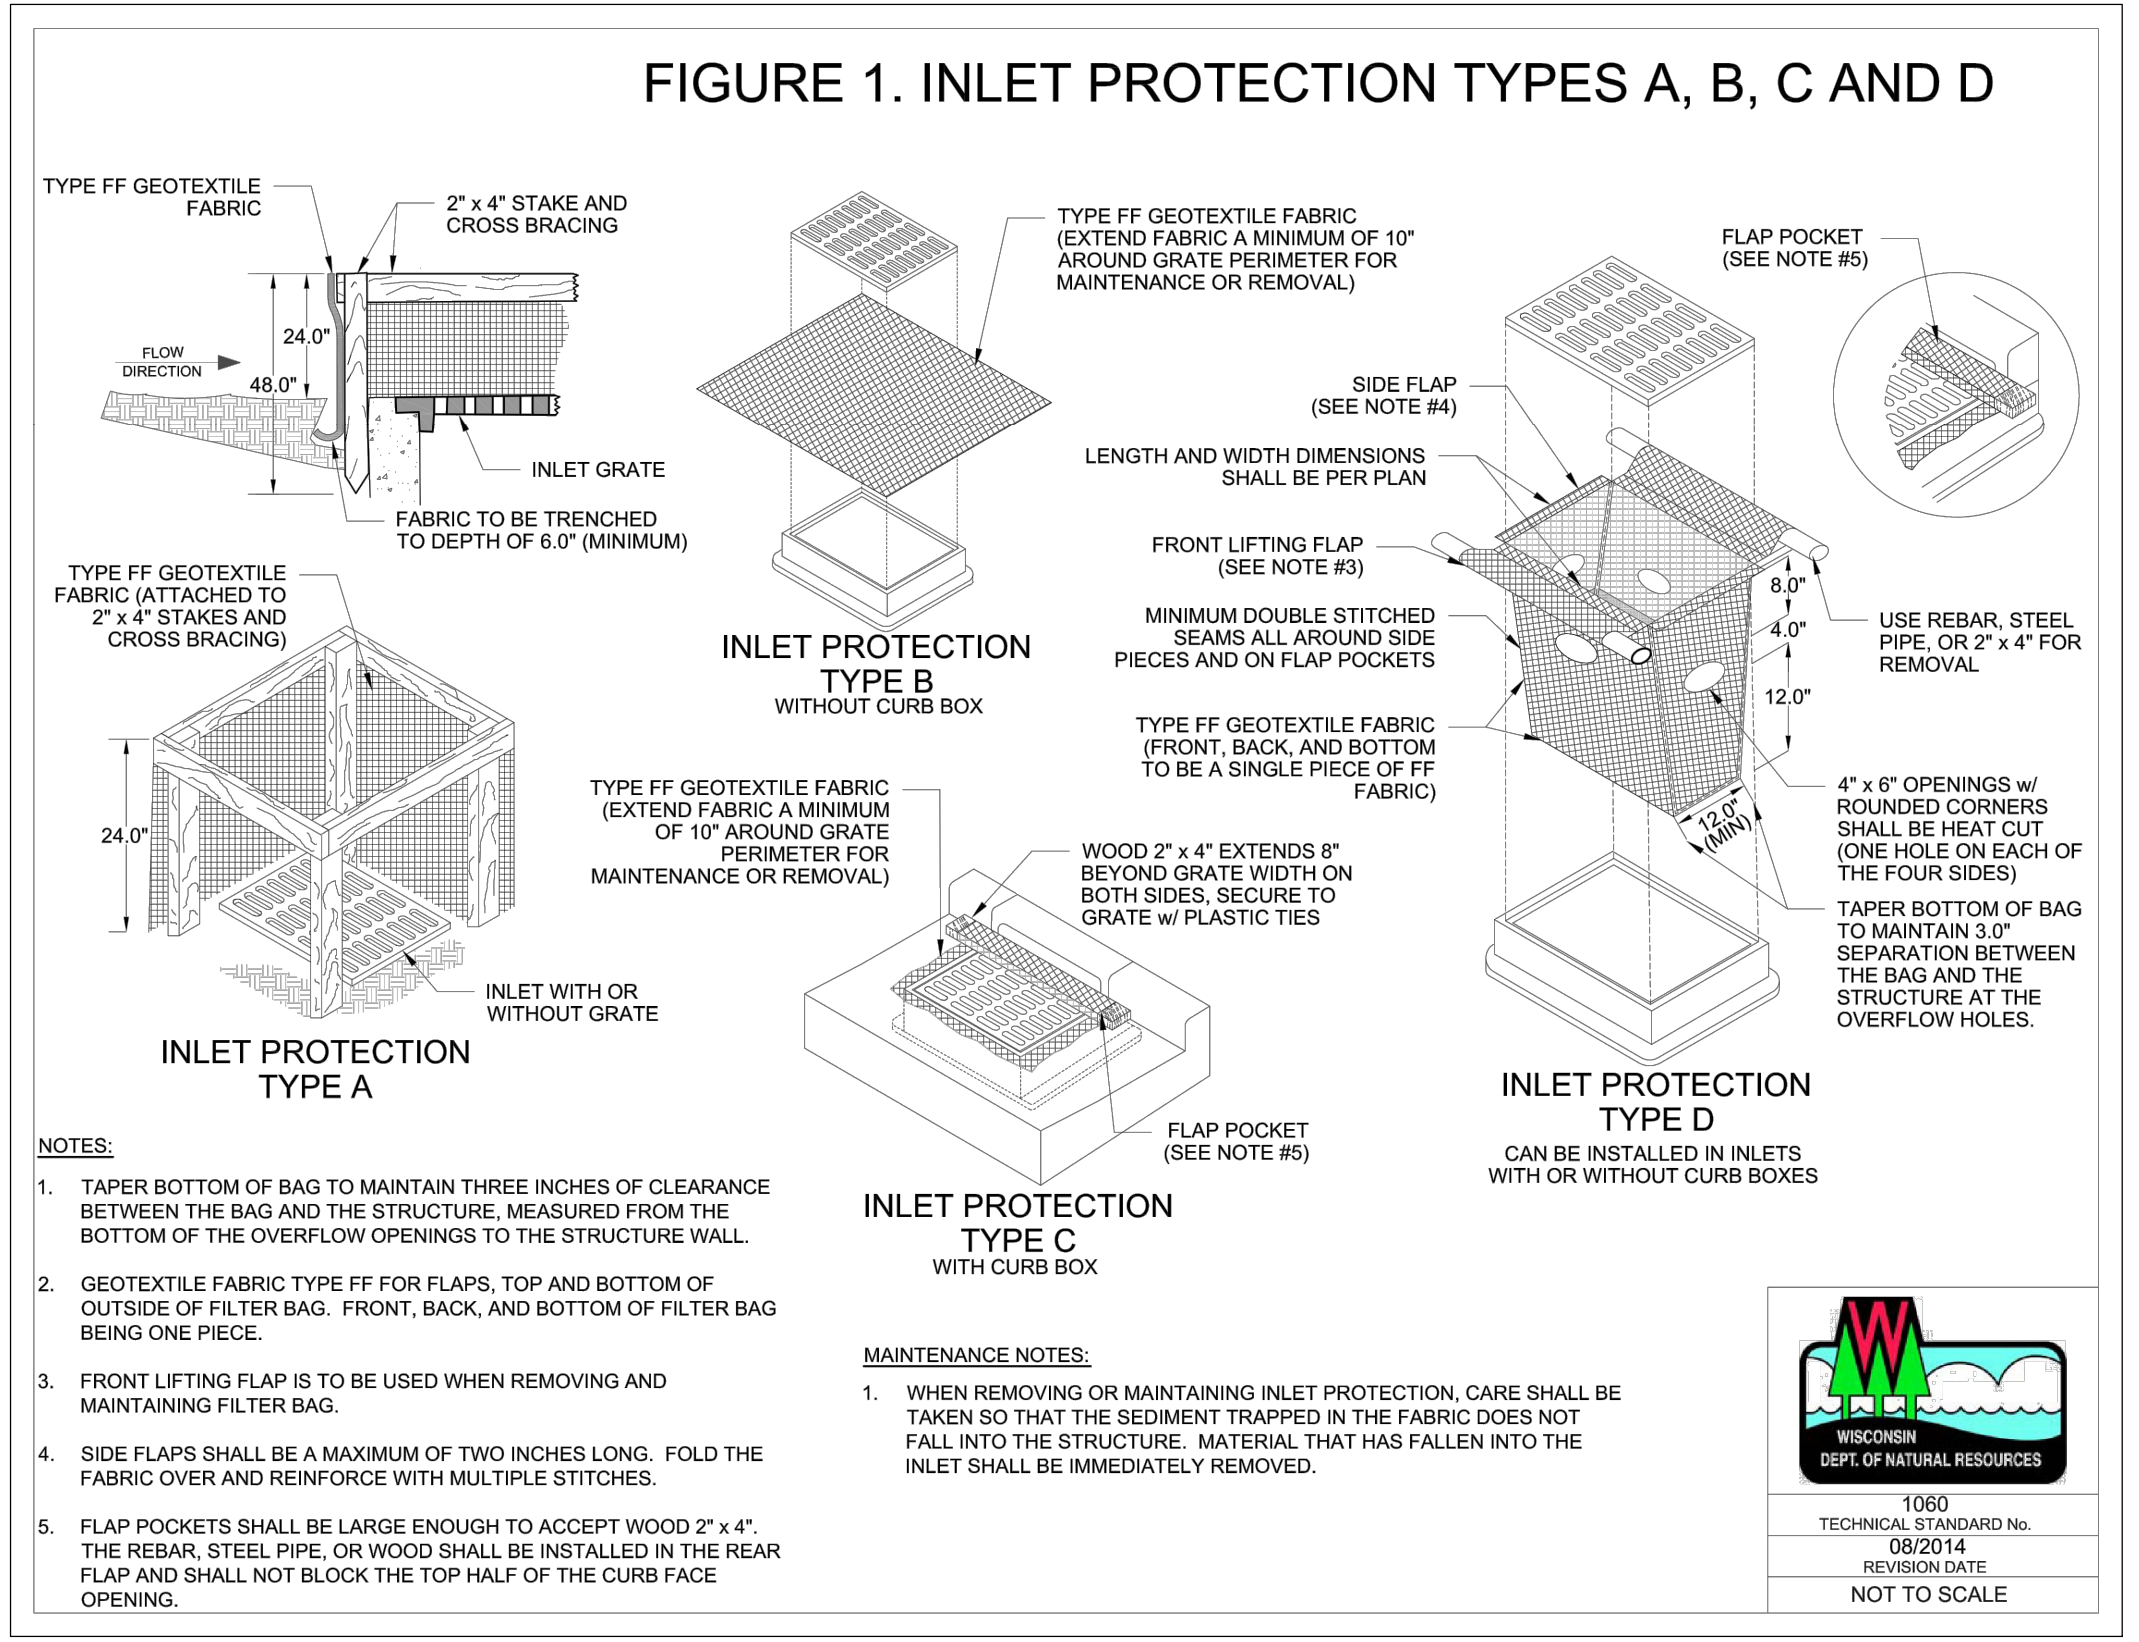 FIGURE 1. INLET PROTECTION TYPES A, B, C AND D
TYPE FF GEOTEXTILE
FABRIC
2" x 4" STAKE AND
CROSS BRACING
24.0"
FLOW
DIRECTION
48.0"
INLET GRATE
FABRIC TO BE TRENCHED
TO DEPTH OF 6.0" (MINIMUM)
TYPE FF GEOTEXTILE
FABRIC (ATTACHED TO
2" x 4" STAKES AND
CROSS BRACING)
24.0"
INLET WITH OR
WITHOUT GRATE
INLET PROTECTION
TYPE A
TYPE FF GEOTEXTILE FABRIC
(EXTEND FABRIC A MINIMUM OF 10"
AROUND GRATE PERIMETER FOR
MAINTENANCE OR REMOVAL)
INLET PROTECTION
TYPE B
WITHOUT CURB BOX
TYPE FF GEOTEXTILE FABRIC
(EXTEND FABRIC A MINIMUM
OF 10" AROUND GRATE
PERIMETER FOR
MAINTENANCE OR REMOVAL)
WOOD 2" x 4" EXTENDS 8"
BEYOND GRATE WIDTH ON
BOTH SIDES, SECURE TO
GRATE w/ PLASTIC TIES
FLAP POCKET
(SEE NOTE #5)
INLET PROTECTION
TYPE C
WITH CURB BOX
FLAP POCKET
(SEE NOTE #5)
SIDE FLAP
(SEE NOTE #4)
LENGTH AND WIDTH DIMENSIONS
SHALL BE PER PLAN
FRONT LIFTING FLAP
(SEE NOTE #3)
MINIMUM DOUBLE STITCHED
SEAMS ALL AROUND SIDE
PIECES AND ON FLAP POCKETS
TYPE FF GEOTEXTILE FABRIC
(FRONT, BACK, AND BOTTOM
TO BE A SINGLE PIECE OF FF
FABRIC)
8.0"
4.0"
12.0"
12.0"
(MIN)
USE REBAR, STEEL
PIPE, OR 2" x 4" FOR
REMOVAL
4" x 6" OPENINGS w/
ROUNDED CORNERS
SHALL BE HEAT CUT
(ONE HOLE ON EACH OF
THE FOUR SIDES)
TAPER BOTTOM OF BAG
TO MAINTAIN 3.0"
SEPARATION BETWEEN
THE BAG AND THE
STRUCTURE AT THE
OVERFLOW HOLES.
INLET PROTECTION
TYPE D
CAN BE INSTALLED IN INLETS
WITH OR WITHOUT CURB BOXES
NOTES:
1. TAPER BOTTOM OF BAG TO MAINTAIN THREE INCHES OF CLEARANCE
BETWEEN THE BAG AND THE STRUCTURE, MEASURED FROM THE
BOTTOM OF THE OVERFLOW OPENINGS TO THE STRUCTURE WALL.
2. GEOTEXTILE FABRIC TYPE FF FOR FLAPS, TOP AND BOTTOM OF
OUTSIDE OF FILTER BAG. FRONT, BACK, AND BOTTOM OF FILTER BAG
BEING ONE PIECE.
3. FRONT LIFTING FLAP IS TO BE USED WHEN REMOVING AND
MAINTAINING FILTER BAG.
4. SIDE FLAPS SHALL BE A MAXIMUM OF TWO INCHES LONG. FOLD THE
FABRIC OVER AND REINFORCE WITH MULTIPLE STITCHES.
5. FLAP POCKETS SHALL BE LARGE ENOUGH TO ACCEPT WOOD 2" x 4".
THE REBAR, STEEL PIPE, OR WOOD SHALL BE INSTALLED IN THE REAR
FLAP AND SHALL NOT BLOCK THE TOP HALF OF THE CURB FACE
OPENING.
MAINTENANCE NOTES:
1. WHEN REMOVING OR MAINTAINING INLET PROTECTION, CARE SHALL BE
TAKEN SO THAT THE SEDIMENT TRAPPED IN THE FABRIC DOES NOT
FALL INTO THE STRUCTURE. MATERIAL THAT HAS FALLEN INTO THE
INLET SHALL BE IMMEDIATELY REMOVED.
W
WISCONSIN
DEPT. OF NATURAL RESOURCES
1060
TECHNICAL STANDARD No.
08/2014
REVISION DATE
NOT TO SCALE